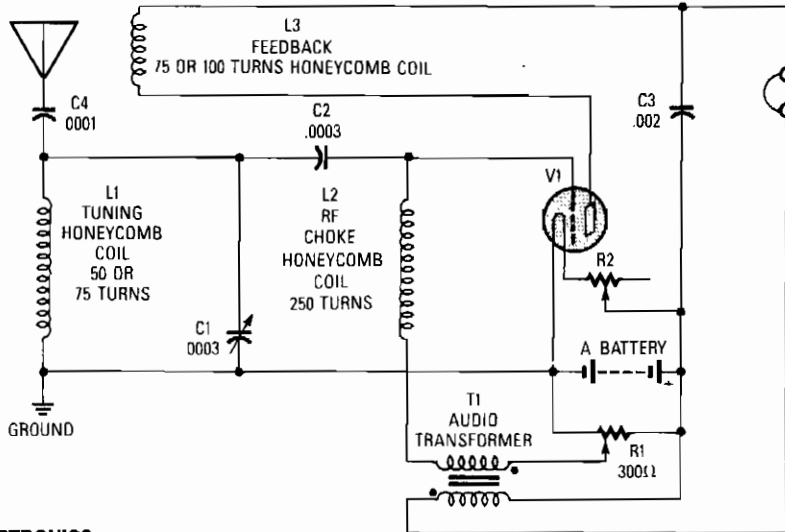 L3
FEEDBACK
75 OR 100 TURNS HONEYCOMB COIL
C4
0001
C2
.0003
C3
.002
V1
L1
TUNING
HONEYCOMB
COIL
50 OR
75 TURNS
L2
RF
CHOKE
HONEYCOMB
COIL
250 TURNS
R2
C1
0003
A BATTERY
+
GROUND
T1
AUDIO
TRANSFORMER
R1
300Ω